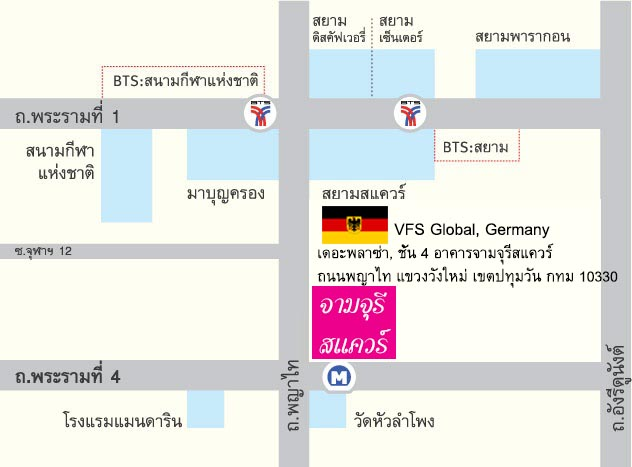 สยาม
ดิสคัฟเวอรี่
สยาม
เซ็นเตอร์
สยามพารากอน
BTS:สนามกีฬาแห่งชาติ
BTS
BTS
ถ.พระรามที่ 1
สนามกีฬา
แห่งชาติ
มาบุญครอง
สยามสแควร์
BTS:สยาม
VFS Global, Germany
เดอะพลาซ่า, ชั้น 4 อาคารจามจุรีสแควร์
ถนนพญาไท แขวงวังใหม่ เขตปทุมวัน กทม 10330
ซ.จุฬาฯ 12
จามจุรี
สแควร์
ถ.พระรามที่ 4
M
ถ.พญาไท
ถ.อังรีดูนังต์
โรงแรมแมนดาริน
วัดหัวลำโพง